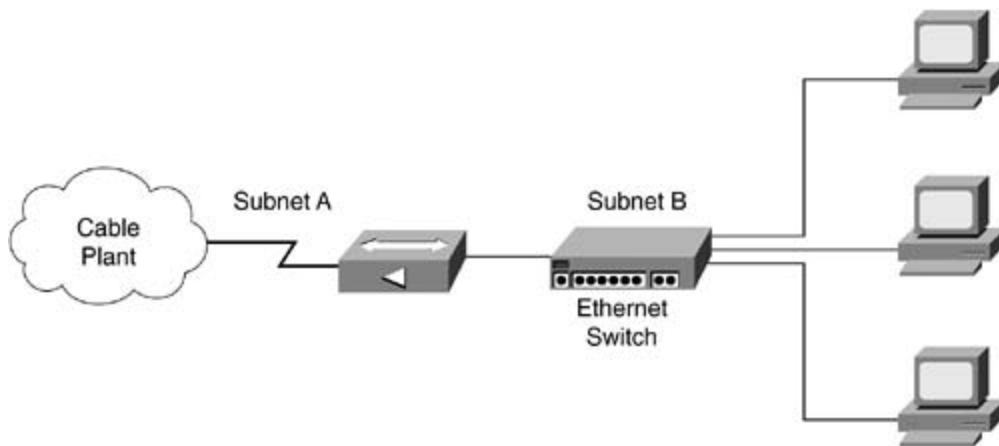 Subnet A
Subnet B
Cable
Plant
Ethernet
Switch